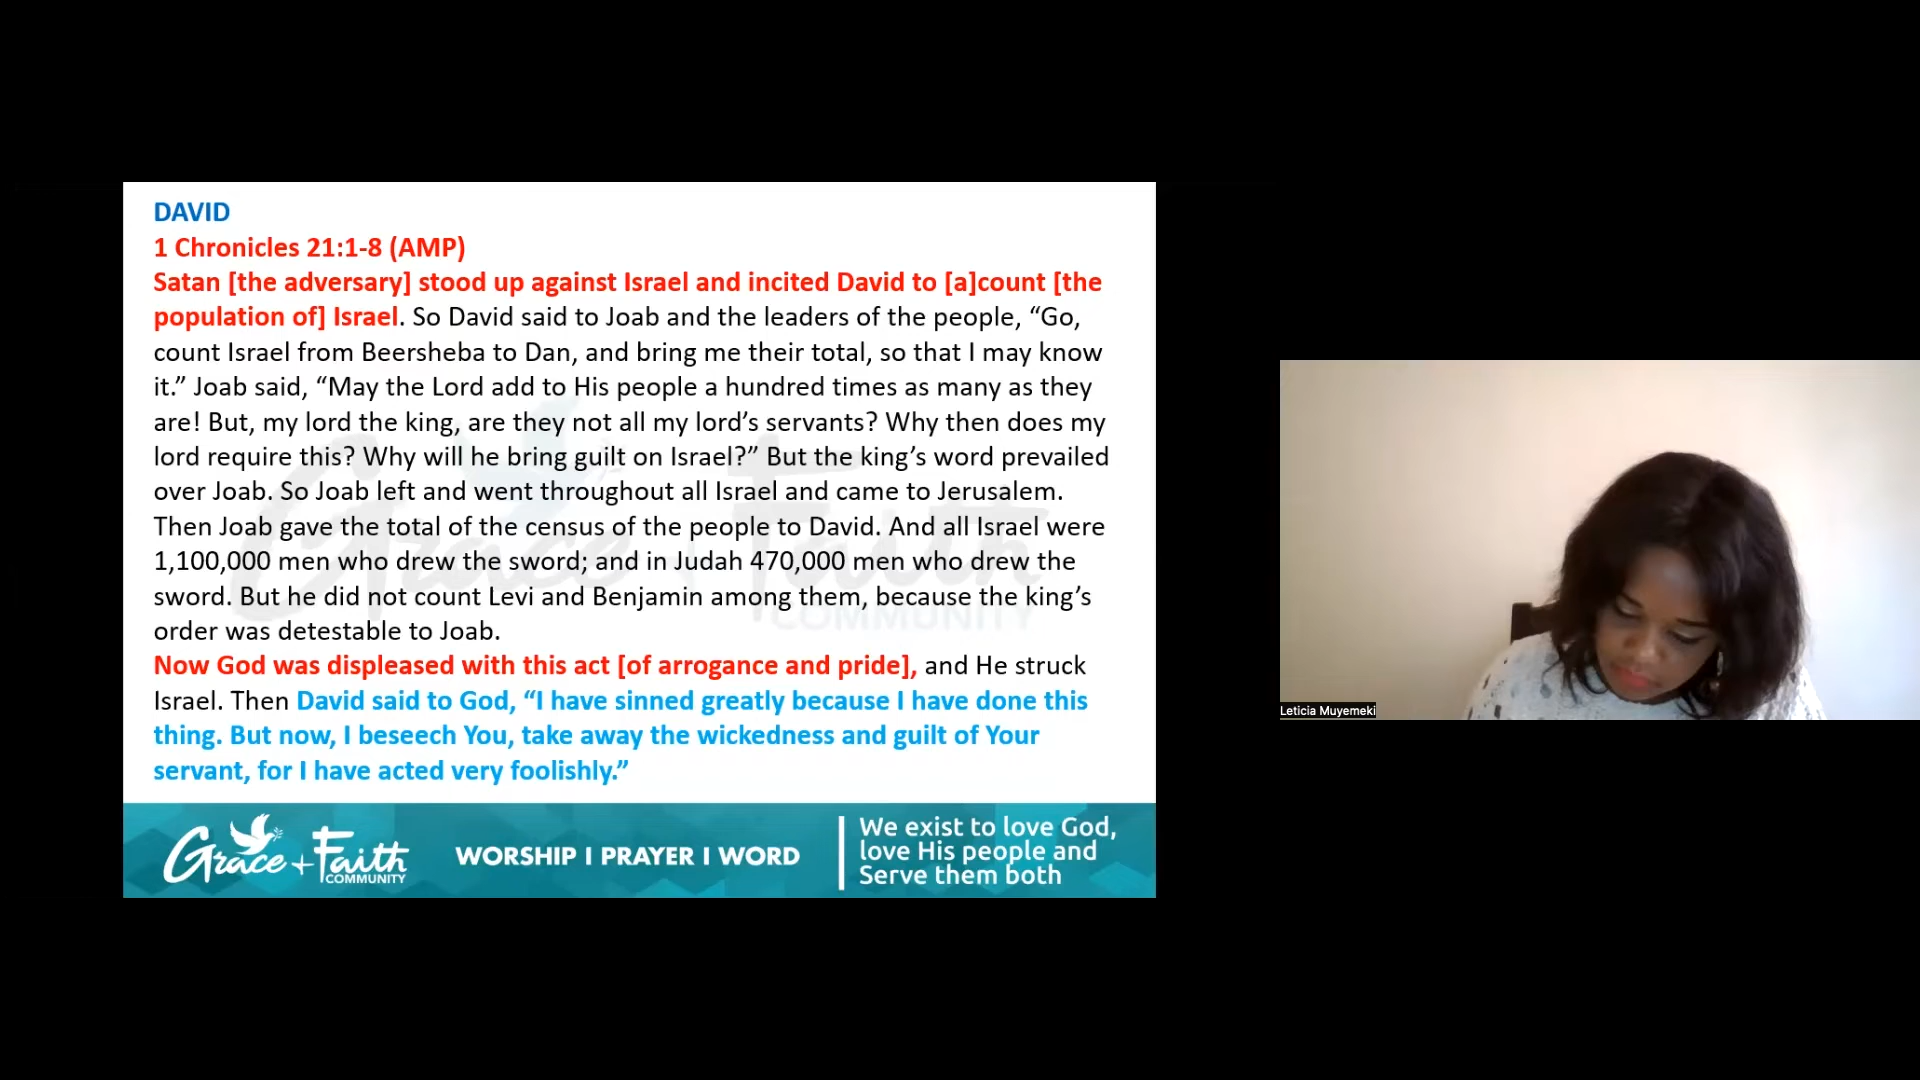 DAVID
1 Chronicles 21:1-8 (AMP)
Satan [the adversary] stood up against Israel and incited David to [a]count [the
population of] Israel. So David said to Joab and the leaders of the people, “Go,
count Israel from Beersheba to Dan, and bring me their total, so that I may know
it.” Joab said, “May the Lord add to His people a hundred times as many as they
are! But, my lord the king, are they not all my lord’s servants? Why then does my
lord require this? Why will he bring guilt on Israel?” But the king’s word prevailed
over Joab. So Joab left and went throughout all Israel and came to Jerusalem.
Then Joab gave the total of the census of the people to David. And all Israel were
1,100,000 men who drew the sword; and in Judah 470,000 men who drew the
sword. But he did not count Levi and Benjamin among them, because the king’s
order was detestable to Joab.
Now God was displeased with this act [of arrogance and pride], and He struck
Israel. Then David said to God, “I have sinned greatly because I have done this
thing. But now, I beseech You, take away the wickedness and guilt of Your
servant, for I have acted very foolishly.”
Grace + Faith
COMMUNITY
Grace + Faith
COMMUNITY
WORSHIP I PRAYER I WORD
We exist to love God,
love His people and
Serve them both
Leticia Muyemeki